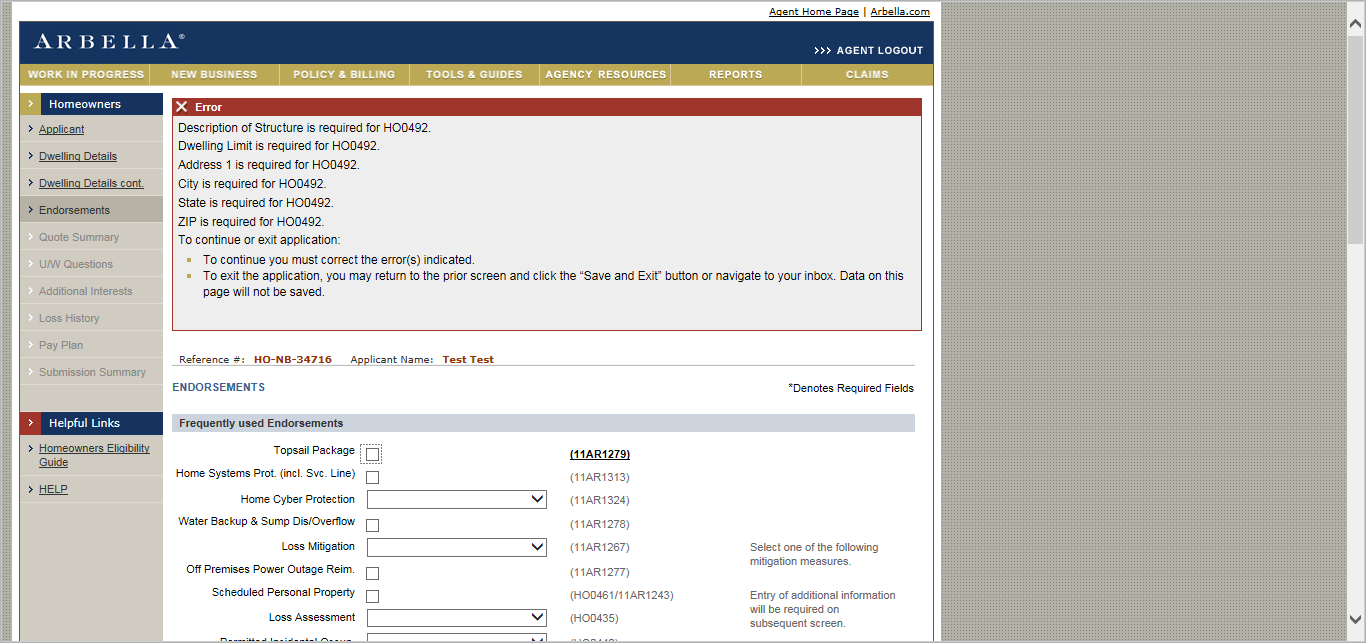 Agent Home Page | Arbella.com
ARBELLA®
>>> AGENT LOGOUT
WORK IN PROGRESS NEW BUSINESS POLICY & BILLING TOOLS & GUIDES AGENCY RESOURCES REPORTS CLAIMS
Homeowners
Applicant
Dwelling Details
Dwelling Details cont.
Endorsements
Quote Summary
U/W Questions
Additional Interests
Loss History
Pay Plan
Submission Summary
Helpful Links
Homeowners Eligibility
Guide
HELP
Error
Description of Structure is required for HO0492.
Dwelling Limit is required for HO0492.
Address 1 is required for HO0492.
City is required for HO0492.
State is required for HO0492.
ZIP is required for HO0492.
To continue or exit application:
To continue you must correct the error(s) indicated.
To exit the application, you may return to the prior screen and click the “Save and Exit” button or navigate to your inbox. Data on this
page will not be saved.
Reference #: HO-NB-34716 Applicant Name: Test Test
ENDORSEMENTS
*Denotes Required Fields
Frequently used Endorsements
Topsail Package (11AR1279)
Home Systems Prot. (incl. Svc. Line) (11AR1313)
Home Cyber Protection (11AR1324)
Water Backup & Sump Dis/Overflow (11AR1278)
Loss Mitigation (11AR1267) Select one of the following
mitigation measures.
Off Premises Power Outage Reim. (11AR1277)
Scheduled Personal Property (HO0461/11AR1243) Entry of additional information
will be required on
subsequent screen.
Loss Assessment (HO0435)